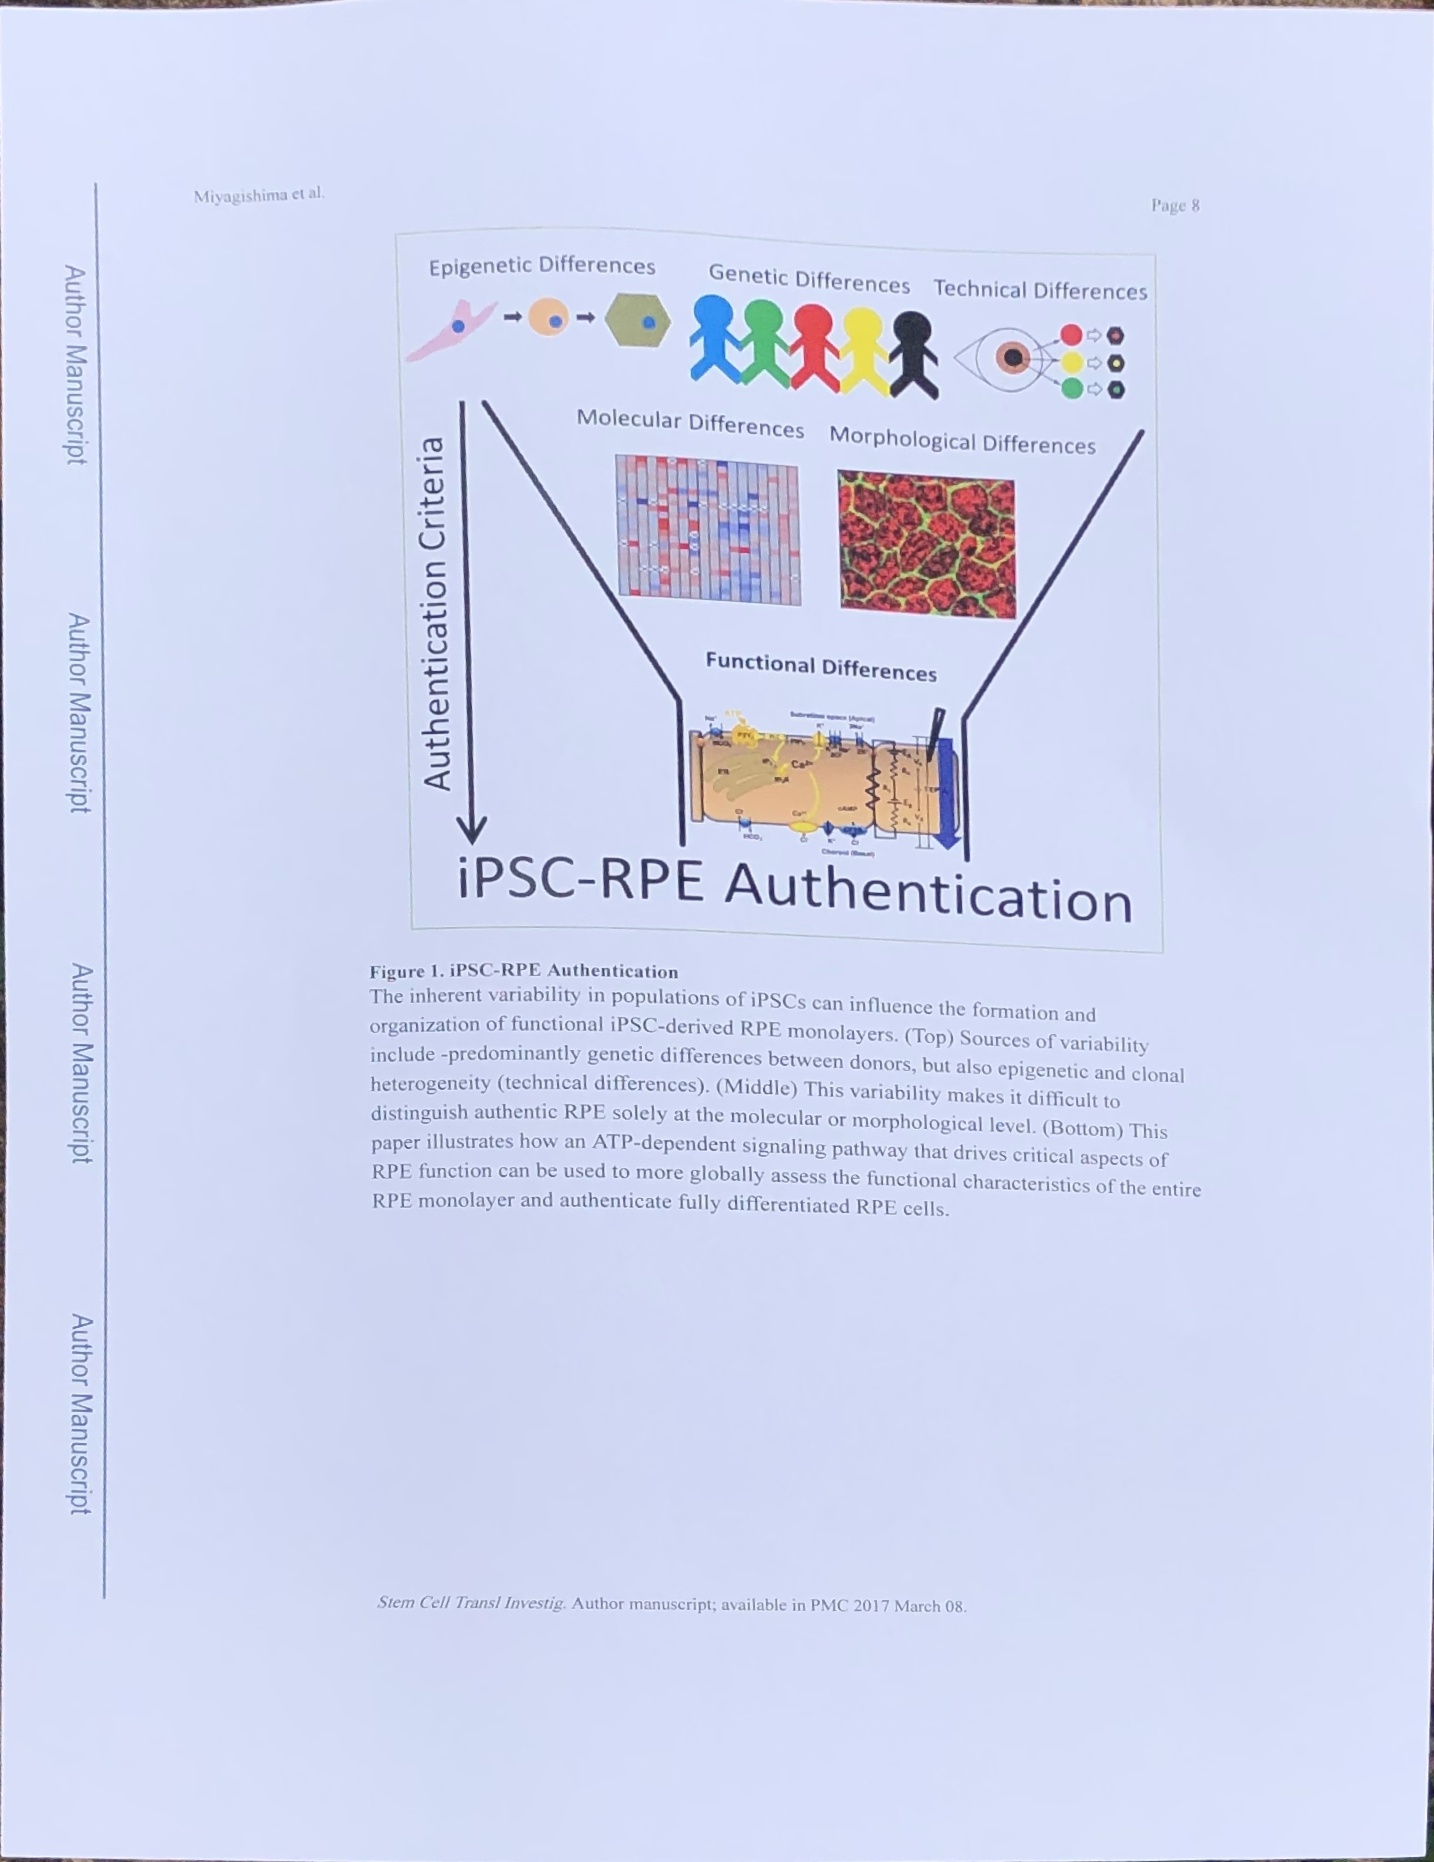 Miyagishima et al.
Page 8
Author Manuscript
Author Manuscript
Author Manuscript
Author Manuscript
Epigenetic Differences
Genetic Differences
Technical Differences
Molecular Differences
Morphological Differences
Authentication Criteria
Functional Differences
iPSC-RPE Authentication
Figure 1. iPSC-RPE Authentication
The inherent variability in populations of iPSCs can influence the formation and
organization of functional iPSC-derived RPE monolayers. (Top) Sources of variability
include -predominantly genetic differences between donors, but also epigenetic and clonal
heterogeneity (technical differences). (Middle) This variability makes it difficult to
distinguish authentic RPE solely at the molecular or morphological level. (Bottom) This
paper illustrates how an ATP-dependent signaling pathway that drives critical aspects of
RPE function can be used to more globally assess the functional characteristics of the entire
RPE monolayer and authenticate fully differentiated RPE cells.
Stem Cell Transl Investig. Author manuscript; available in PMC 2017 March 08.